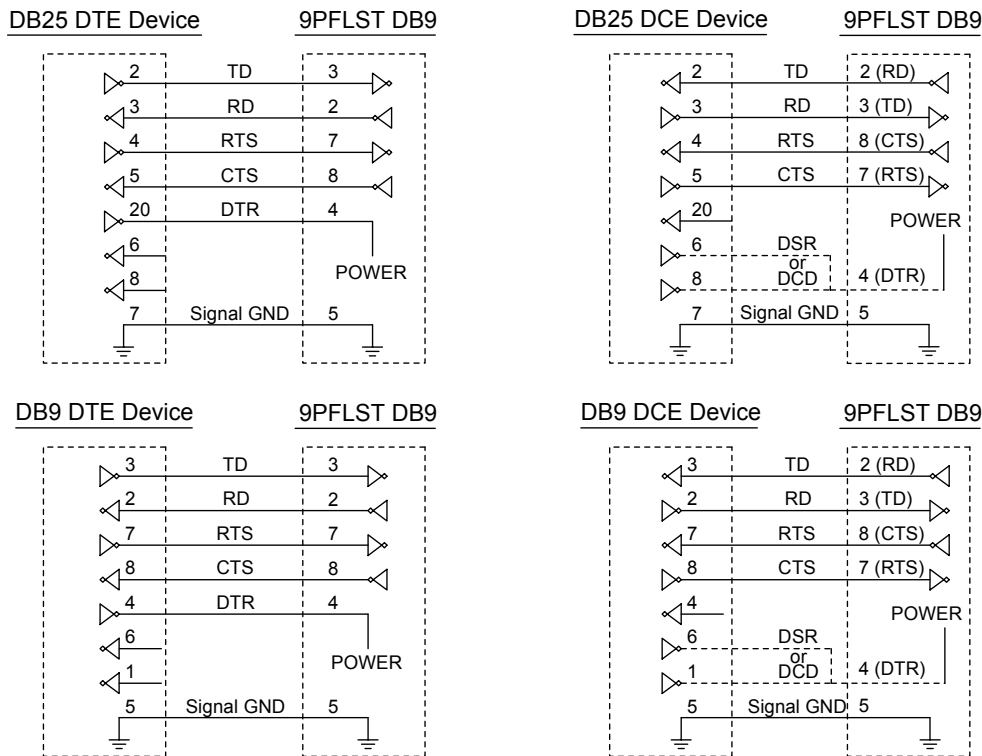 DB25 DTE Device 9PFLST DB9
2 TD 3
3 RD 2
4 RTS 7
5 CTS 8
20 DTR 4
6
POWER
8
7 Signal GND 5
DB25 DCE Device 9PFLST DB9
2 TD 2 (RD)
3 RD 3 (TD)
4 RTS 8 (CTS)
5 CTS 7 (RTS)
20
POWER
6 DSR
or
8 DCD 4 (DTR)
7 Signal GND 5
DB9 DTE Device 9PFLST DB9
3 TD 3
2 RD 2
7 RTS 7
8 CTS 8
4 DTR 4
6
POWER
1
5 Signal GND 5
DB9 DCE Device 9PFLST DB9
3 TD 2 (RD)
2 RD 3 (TD)
7 RTS 8 (CTS)
8 CTS 7 (RTS)
4
POWER
6 DSR
or
1 DCD 4 (DTR)
5 Signal GND 5